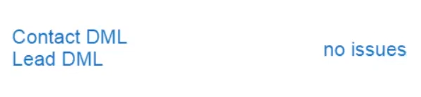 Contact DML
Lead DML
no issues